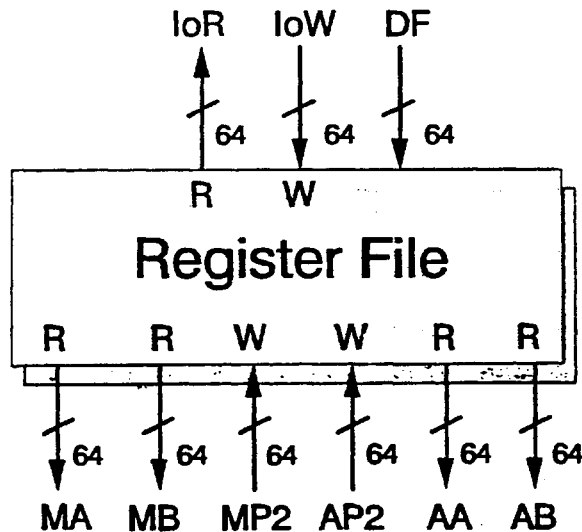 IoR IoW DF
64 64 64
R W
Register File
R R W W R R
64 64 64 64 64 64
MA MB MP2 AP2 AA AB